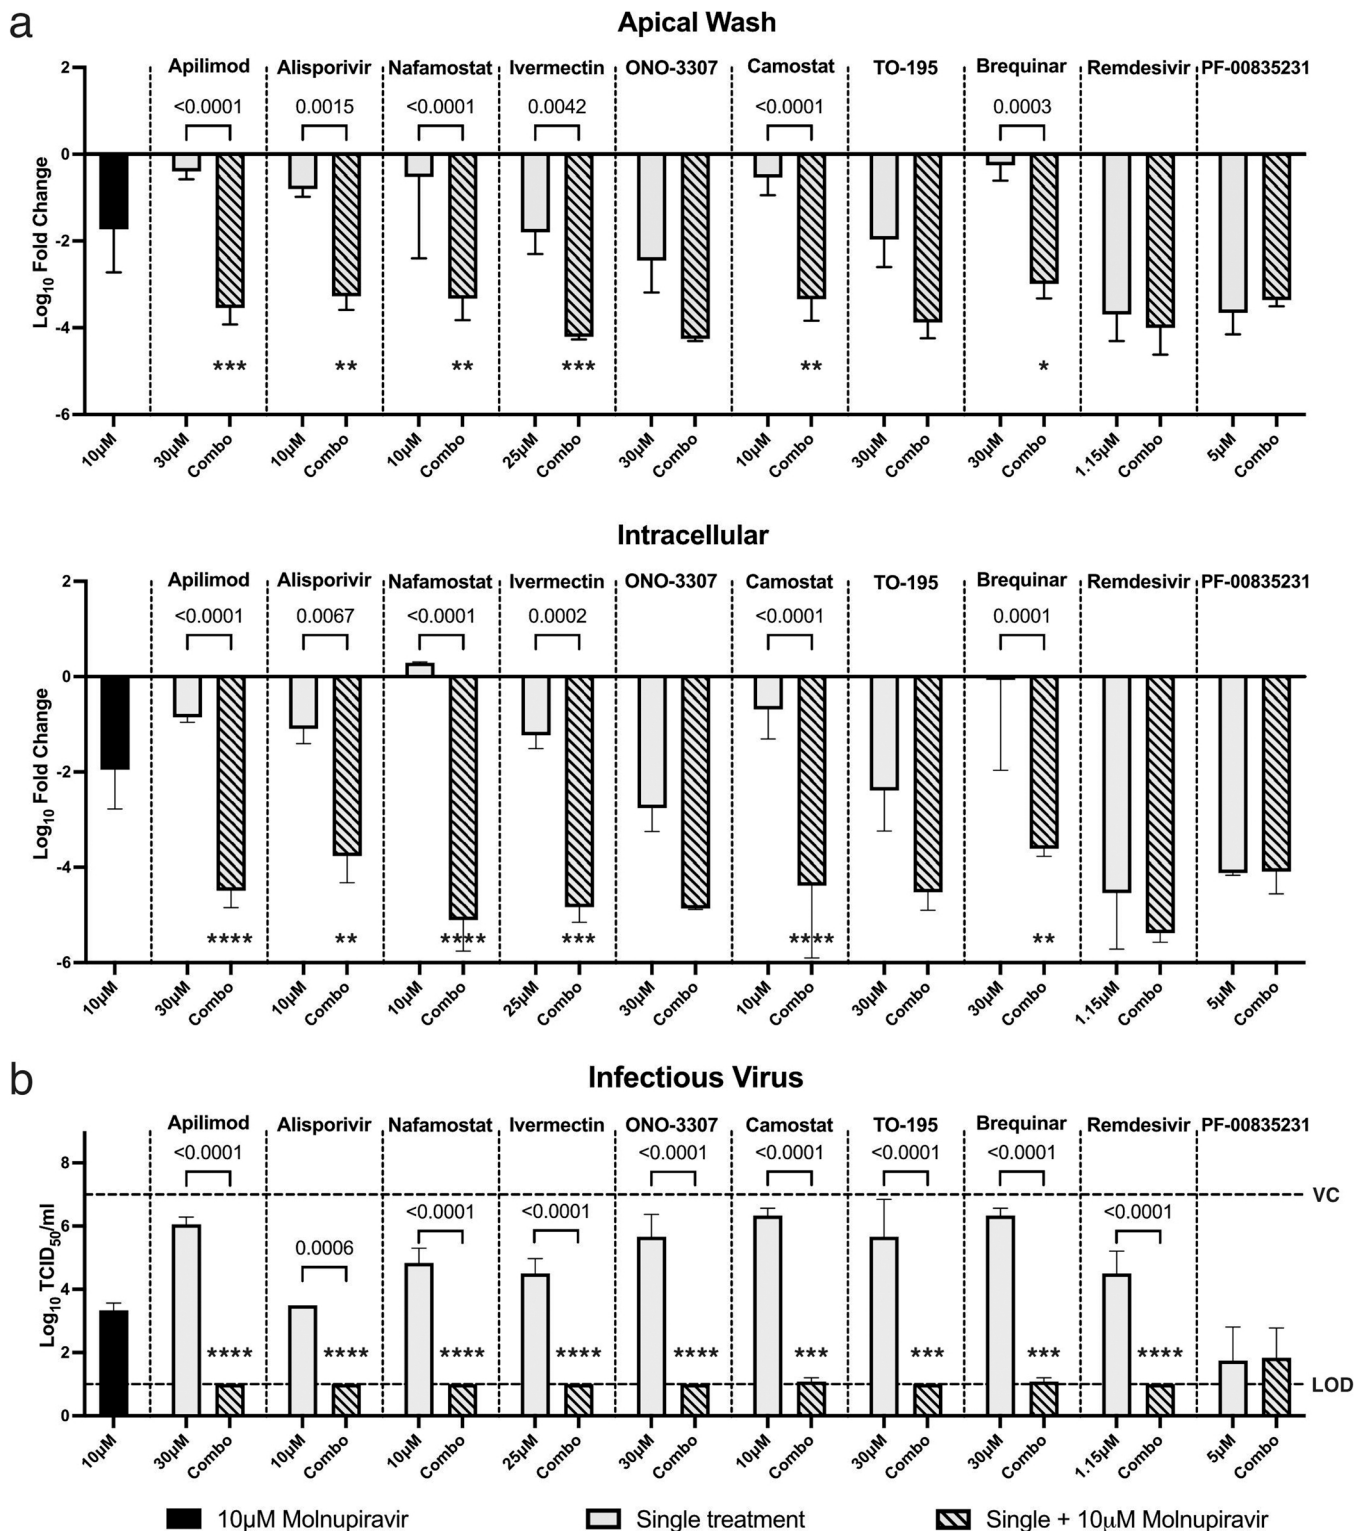 a
Apical Wash
Apilimod Alisporivir Nafamostat Ivermectin ONO-3307 Camostat TO-195 Brequinar Remdesivir PF-00835231
<0.0001 0.0015 <0.0001 0.0042 <0.0001 0.0003
Log10 Fold Change
2
0
-2
-4
-6
*** ** ** *** ** *
10µM 30µM Combo 10µM Combo 10µM Combo 25µM Combo 30µM Combo 10µM Combo 30µM Combo 30µM Combo 1.15µM Combo 5µM Combo
Intracellular
Apilimod Alisporivir Nafamostat Ivermectin ONO-3307 Camostat TO-195 Brequinar Remdesivir PF-00835231
<0.0001 0.0067 <0.0001 0.0002 <0.0001 0.0001
Log10 Fold Change
2
0
-2
-4
-6
**** ** **** *** **** **
10µM 30µM Combo 10µM Combo 10µM Combo 25µM Combo 30µM Combo 10µM Combo 30µM Combo 30µM Combo 1.15µM Combo 5µM Combo
b
Infectious Virus
Apilimod Alisporivir Nafamostat Ivermectin ONO-3307 Camostat TO-195 Brequinar Remdesivir PF-00835231
<0.0001 0.0006 <0.0001 <0.0001 <0.0001 <0.0001 <0.0001 <0.0001 <0.0001
Log10 TCID50/ml
8
6
4
2
0
VC
LOD
**** **** **** **** **** *** *** *** ****
10µM 30µM Combo 10µM Combo 10µM Combo 25µM Combo 30µM Combo 10µM Combo 30µM Combo 30µM Combo 1.15µM Combo 5µM Combo
10µM Molnupiravir Single treatment Single + 10µM Molnupiravir